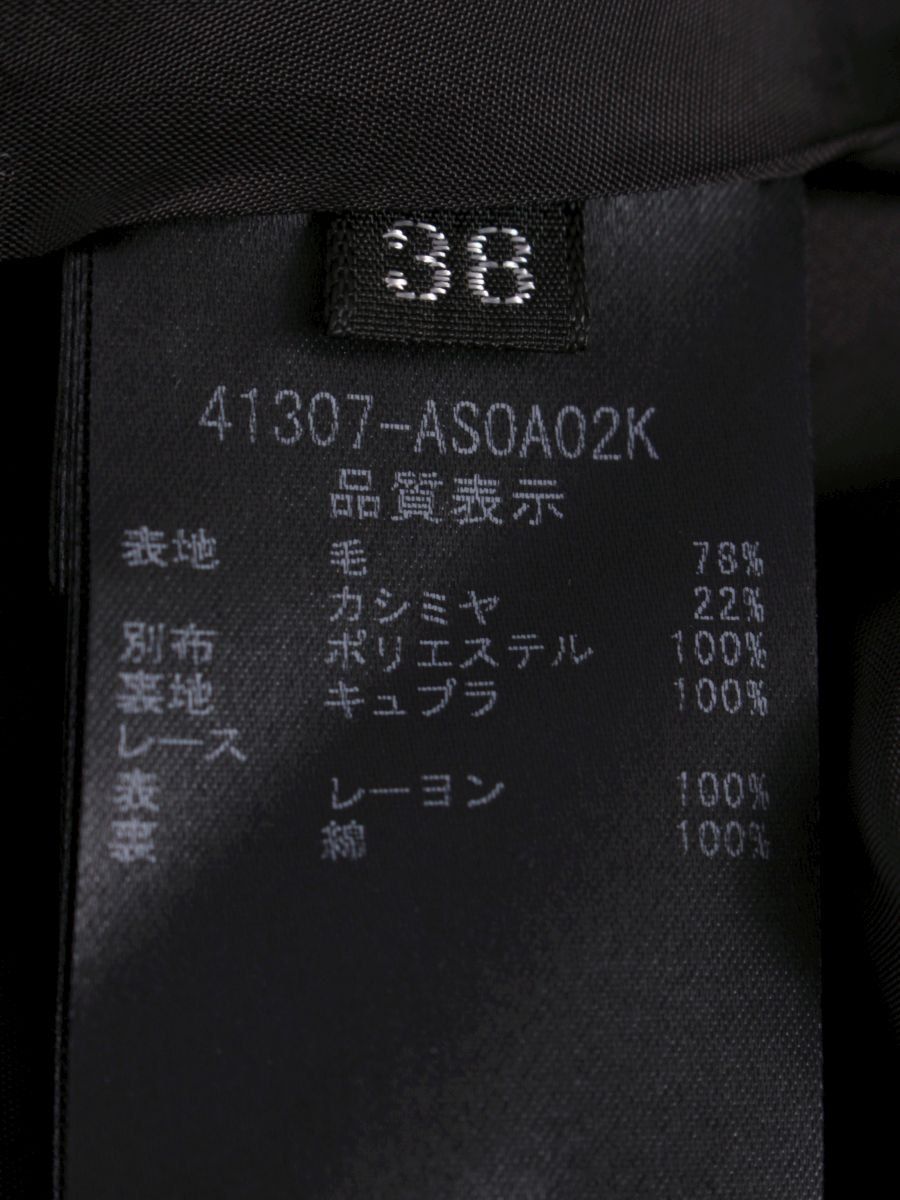 38
41307-AS0A02K
品質表示
表地 毛 78%
カシミヤ 22%
別布 ポリエステル 100%
裏地 キュプラ 100%
レース
表 レーヨン 100%
裏 綿 100%